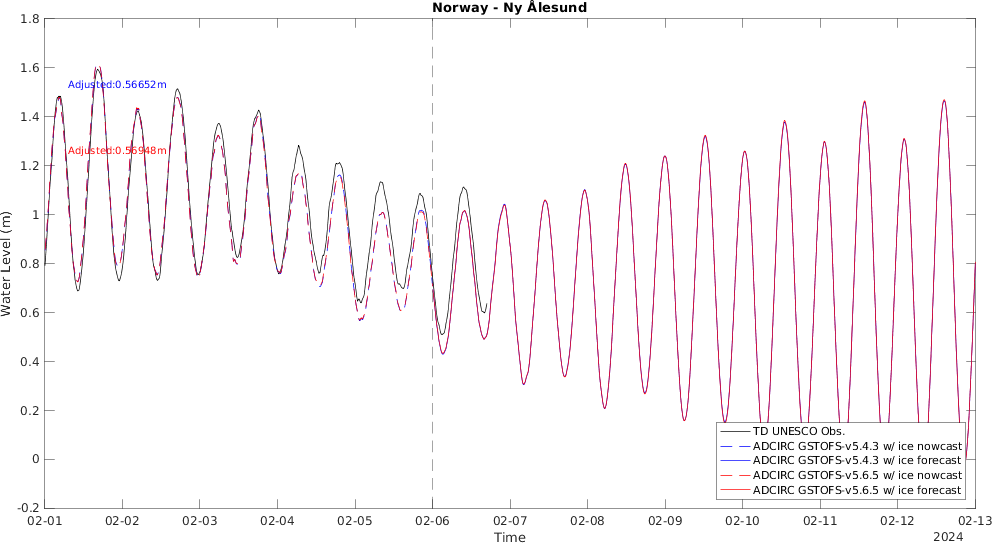 Norway - Ny Ålesund
1.8
1.6
1.4
1.2
1
0.8
0.6
0.4
0.2
0
-0.2
Water Level (m)
Adjusted:0.56652m
Adjusted:0.56948m
TD UNESCO Obs.
ADCIRC GSTOFS-v5.4.3 w/ ice nowcast
ADCIRC GSTOFS-v5.4.3 w/ ice forecast
ADCIRC GSTOFS-v5.6.5 w/ ice nowcast
ADCIRC GSTOFS-v5.6.5 w/ ice forecast
02-01 02-02 02-03 02-04 02-05 02-06 02-07 02-08 02-09 02-10 02-11 02-12 02-13
Time
2024